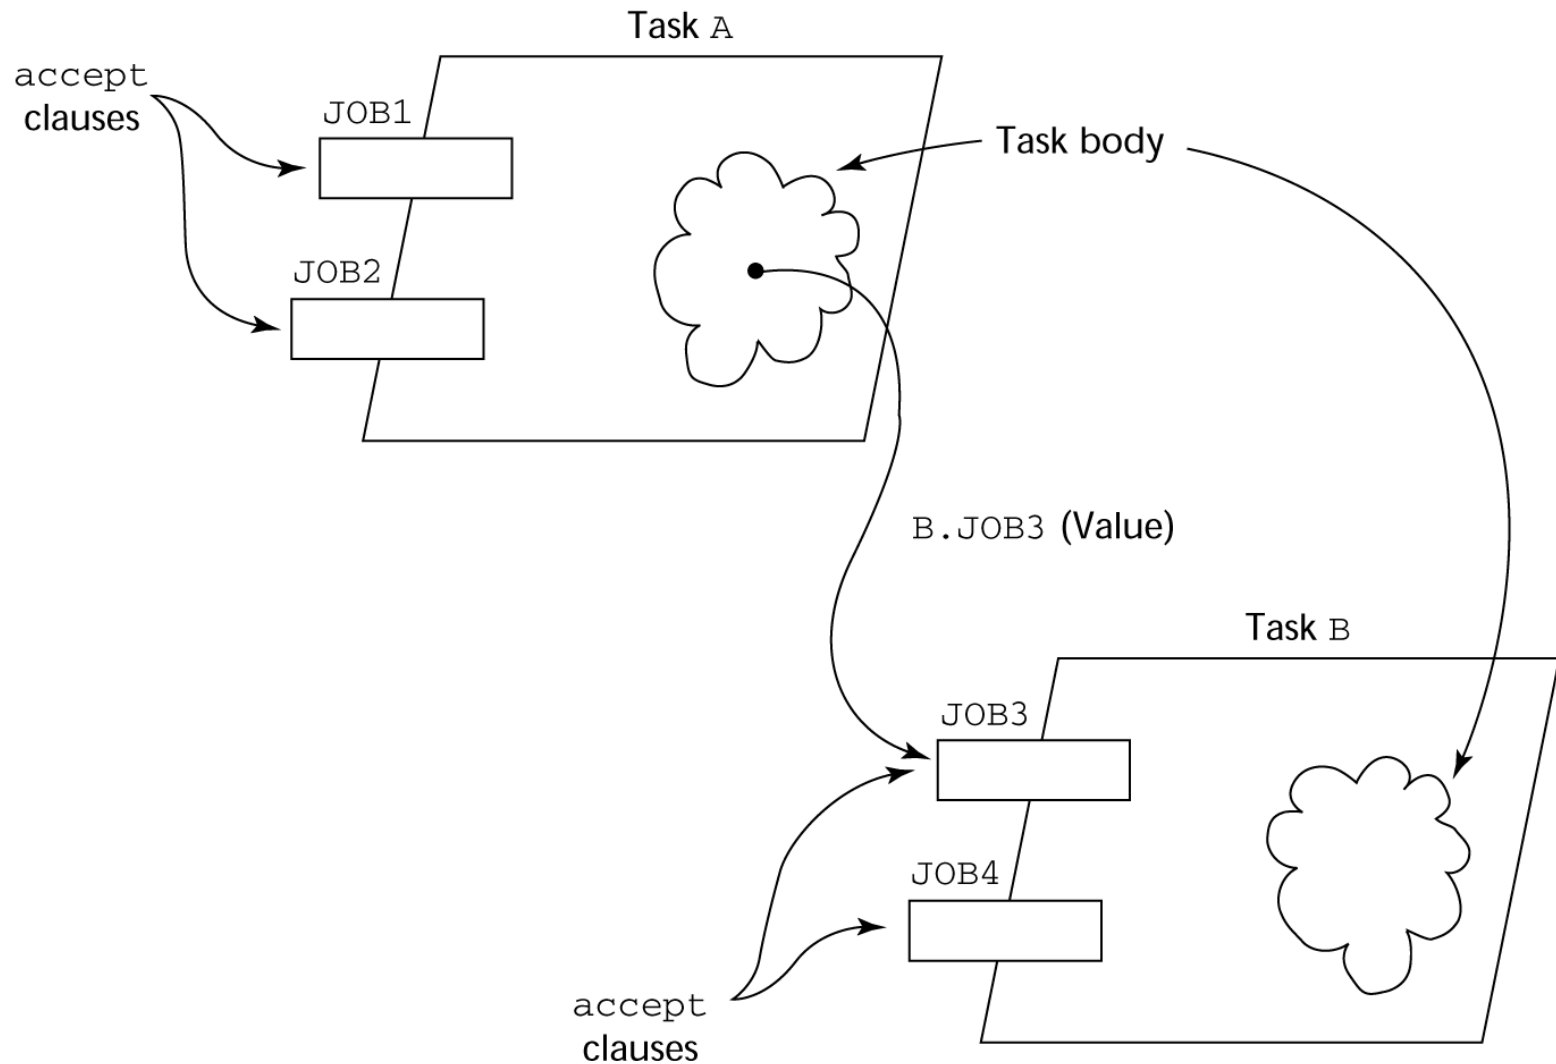 Task A
accept
clauses
JOB1
Task body
JOB2
B.JOB3 (Value)
Task B
JOB3
JOB4
accept
clauses